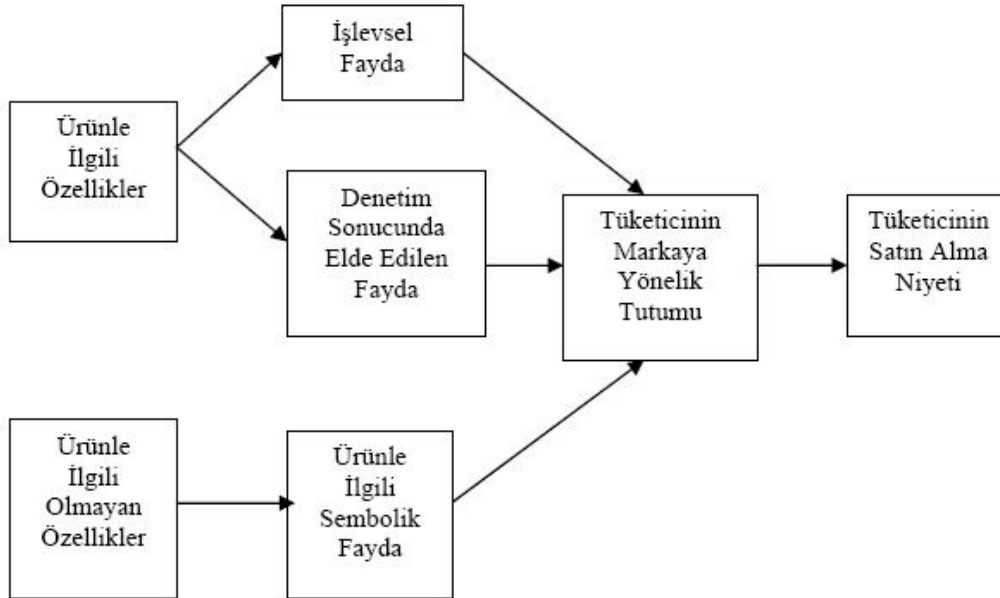 İşlevsel
Fayda
Ürünle
İlgili
Özellikler
Denetim
Sonucunda
Elde Edilen
Fayda
Tüketicinin
Markaya
Yönelik
Tutumu
Tüketicinin
Satın Alma
Niyeti
Ürünle
İlgili
Olmayan
Özellikler
Ürünle
İlgili
Sembolik
Fayda